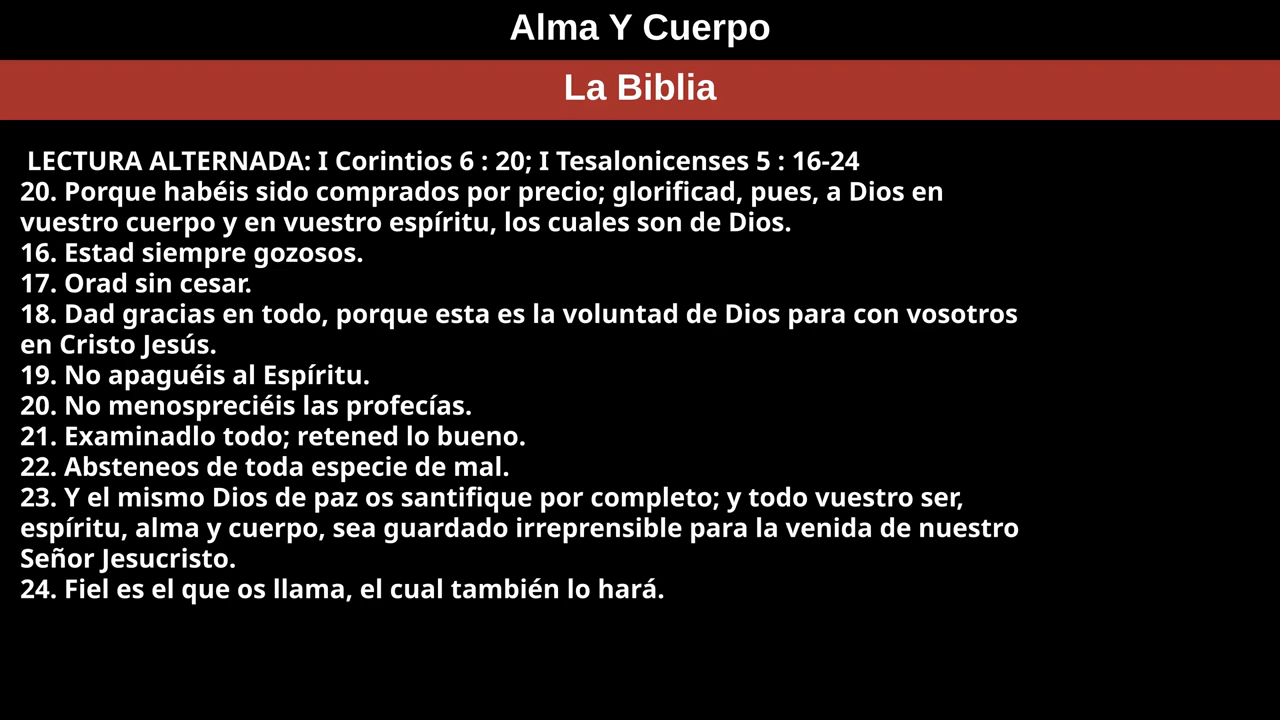 Alma Y Cuerpo
La Biblia
LECTURA ALTERNADA: I Corintios 6 : 20; I Tesalonicenses 5 : 16-24
20. Porque habéis sido comprados por precio; glorificad, pues, a Dios en
vuestro cuerpo y en vuestro espíritu, los cuales son de Dios.
16. Estad siempre gozosos.
17. Orad sin cesar.
18. Dad gracias en todo, porque esta es la voluntad de Dios para con vosotros
en Cristo Jesús.
19. No apaguéis al Espíritu.
20. No menospreciéis las profecías.
21. Examinadlo todo; retened lo bueno.
22. Absteneos de toda especie de mal.
23. Y el mismo Dios de paz os santifique por completo; y todo vuestro ser,
espíritu, alma y cuerpo, sea guardado irreprensible para la venida de nuestro
Señor Jesucristo.
24. Fiel es el que os llama, el cual también lo hará.